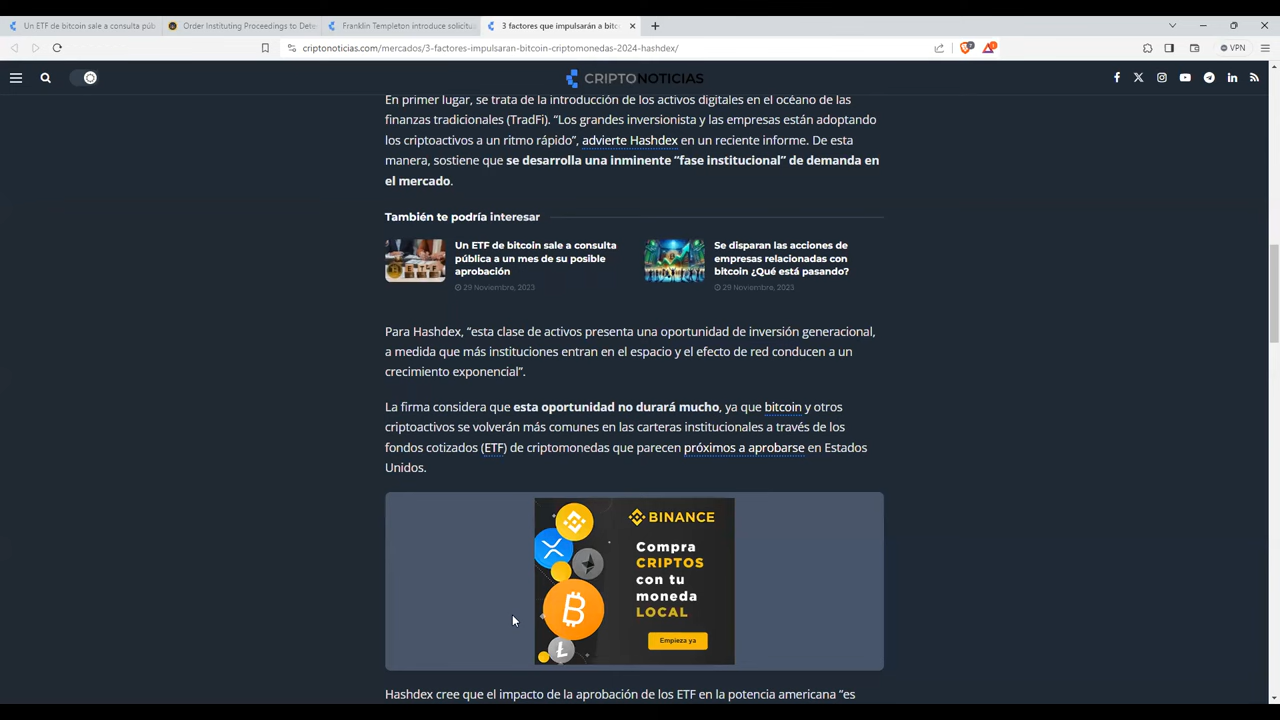 Un ETF de bitcoin sale a consulta púb
Order Instituting Proceedings to Dete
Franklin Templeton introduce solicitu
3 factores que impulsarán a bitc
criptonoticias.com/mercados/3-factores-impulsaran-bitcoin-criptomonedas-2024-hashdex/
VPN
CRIPTONOTICIAS
En primer lugar, se trata de la introducción de los activos digitales en el océano de las
finanzas tradicionales (TradFi). “Los grandes inversionista y las empresas están adoptando
los criptoactivos a un ritmo rápido”, advierte Hashdex en un reciente informe. De esta
manera, sostiene que se desarrolla una inminente “fase institucional” de demanda en
el mercado.
También te podría interesar
Un ETF de bitcoin sale a consulta
pública a un mes de su posible
aprobación
29 Noviembre, 2023
Se disparan las acciones de
empresas relacionadas con
bitcoin ¿Qué está pasando?
29 Noviembre, 2023
Para Hashdex, “esta clase de activos presenta una oportunidad de inversión generacional,
a medida que más instituciones entran en el espacio y el efecto de red conducen a un
crecimiento exponencial”.
La firma considera que esta oportunidad no durará mucho, ya que bitcoin y otros
criptoactivos se volverán más comunes en las carteras institucionales a través de los
fondos cotizados (ETF) de criptomonedas que parecen próximos a aprobarse en Estados
Unidos.
BINANCE
Compra
CRIPTOS
con tu
moneda
LOCAL
Empieza ya
Hashdex cree que el impacto de la aprobación de los ETF en la potencia americana “es